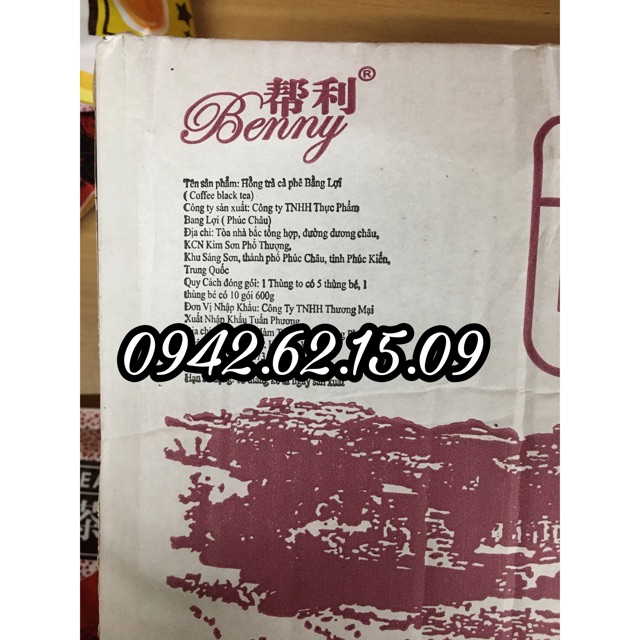 帮利®
Benny
Tên sản phẩm: Hồng trà cà phê Bằng Lợi
( Coffee black tea)
Công ty sản xuất: Công ty TNHH Thực Phẩm
Bang Lợi ( Phúc Châu)
Địa chỉ: Tòa nhà bắc tổng hợp, đường dương châu,
KCN Kim Sơn Phố Thượng,
Khu Sáng Sơn, thành phố Phúc Châu, tỉnh Phúc Kiến,
Trung Quốc
Quy Cách đóng gói: 1 Thùng to có 5 thùng bé, 1
thùng bé có 10 gói 600g
Đơn Vị Nhập Khẩu: Công Ty TNHH Thương Mại
Xuất Nhập Khẩu Tuấn Phương
0942.62.15.09
茶